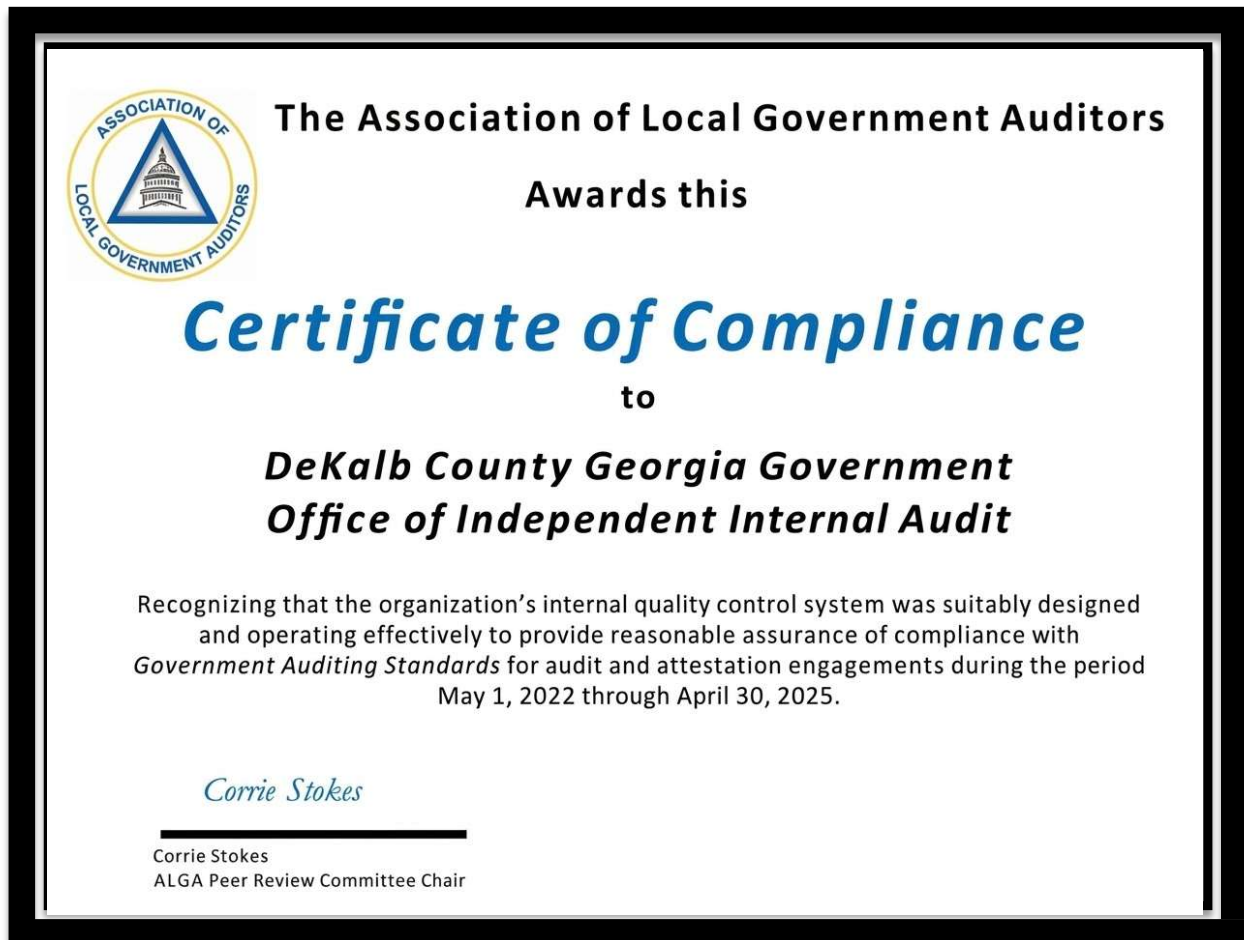 ASSOCIATION OF
LOCAL GOVERNMENT AUDITORS
The Association of Local Government Auditors
Awards this
Certificate of Compliance
to
DeKalb County Georgia Government
Office of Independent Internal Audit
Recognizing that the organization’s internal quality control system was suitably designed
and operating effectively to provide reasonable assurance of compliance with
Government Auditing Standards for audit and attestation engagements during the period
May 1, 2022 through April 30, 2025.
Corrie Stokes
Corrie Stokes
ALGA Peer Review Committee Chair